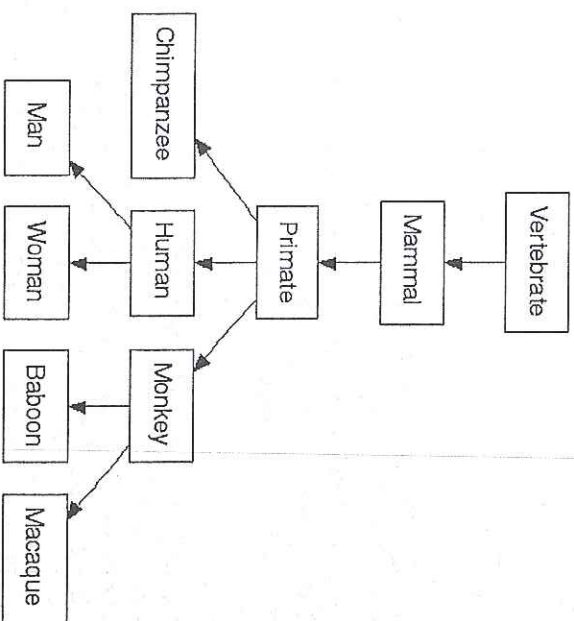 Vertebrate
Mammal
Primate
Chimpanzee
Human
Monkey
Man
Woman
Baboon
Macaque